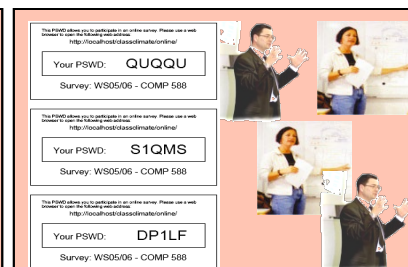 This PSWD allows you to participate in an online survey. Please use a web
browser to open the following web address:
http://localhost/classclimate/online/
Your PSWD: QUQQU
Survey: WS05/06 - COMP 588
This PSWD allows you to participate in an online survey. Please use a web
browser to open the following web address:
http://localhost/classclimate/online/
Your PSWD: S1QMS
Survey: WS05/06 - COMP 588
This PSWD allows you to participate in an online survey. Please use a web
browser to open the following web address:
http://localhost/classclimate/online/
Your PSWD: DP1LF
Survey: WS05/06 - COMP 588